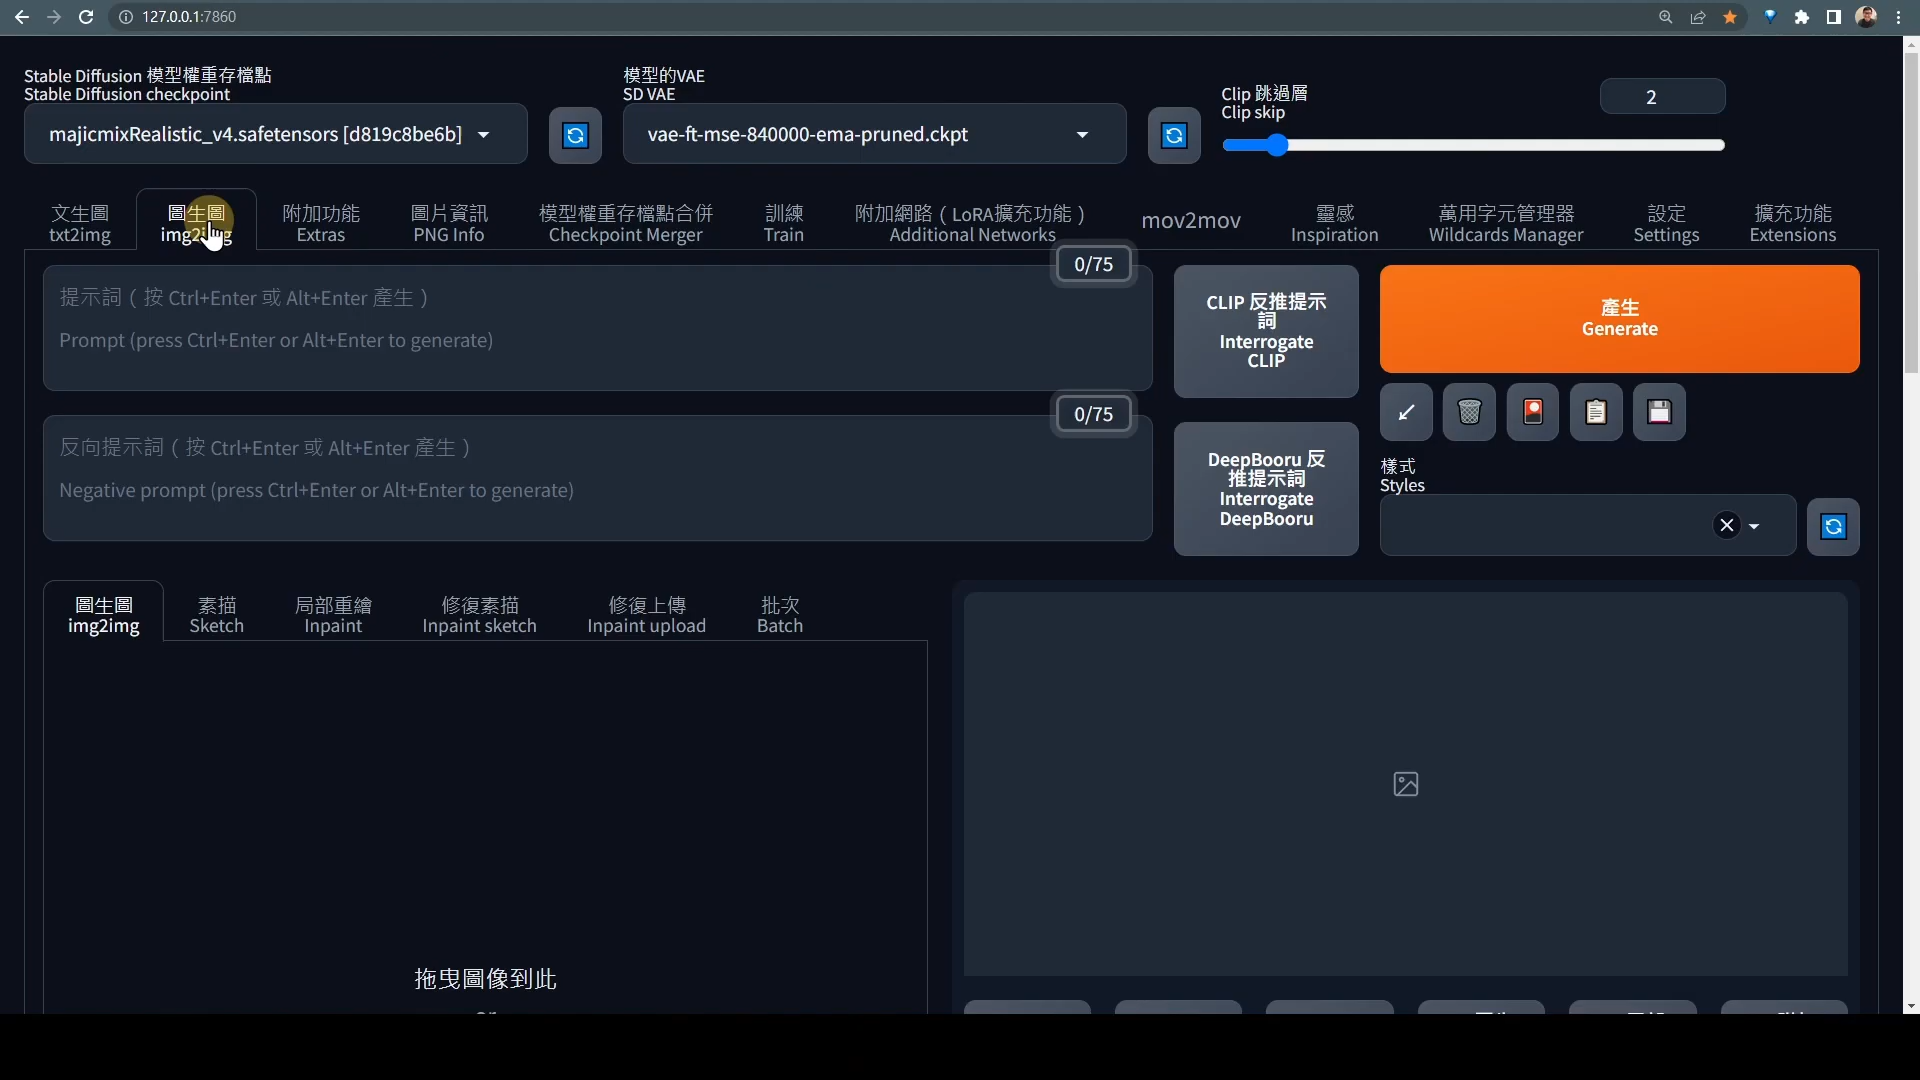 127.0.0.1:7860
Stable Diffusion 模型權重存檔點
Stable Diffusion checkpoint
majicmixRealistic_v4.safetensors [d819c8be6b]
模型的VAE
SD VAE
vae-ft-mse-840000-ema-pruned.ckpt
Clip 跳過層
Clip skip
2
文生圖
txt2img
圖生圖
img2img
附加功能
Extras
圖片資訊
PNG Info
模型權重存檔點合併
Checkpoint Merger
訓練
Train
附加網路（LoRA擴充功能）
Additional Networks
mov2mov
靈感
Inspiration
萬用字元管理器
Wildcards Manager
設定
Settings
擴充功能
Extensions
0/75
提示詞（按 Ctrl+Enter 或 Alt+Enter 產生）
Prompt (press Ctrl+Enter or Alt+Enter to generate)
0/75
反向提示詞（按 Ctrl+Enter 或 Alt+Enter 產生）
Negative prompt (press Ctrl+Enter or Alt+Enter to generate)
CLIP 反推提示
詞
Interrogate
CLIP
DeepBooru 反
推提示詞
Interrogate
DeepBooru
產生
Generate
樣式
Styles
圖生圖
img2img
素描
Sketch
局部重繪
Inpaint
修復素描
Inpaint sketch
修復上傳
Inpaint upload
批次
Batch
拖曳圖像到此